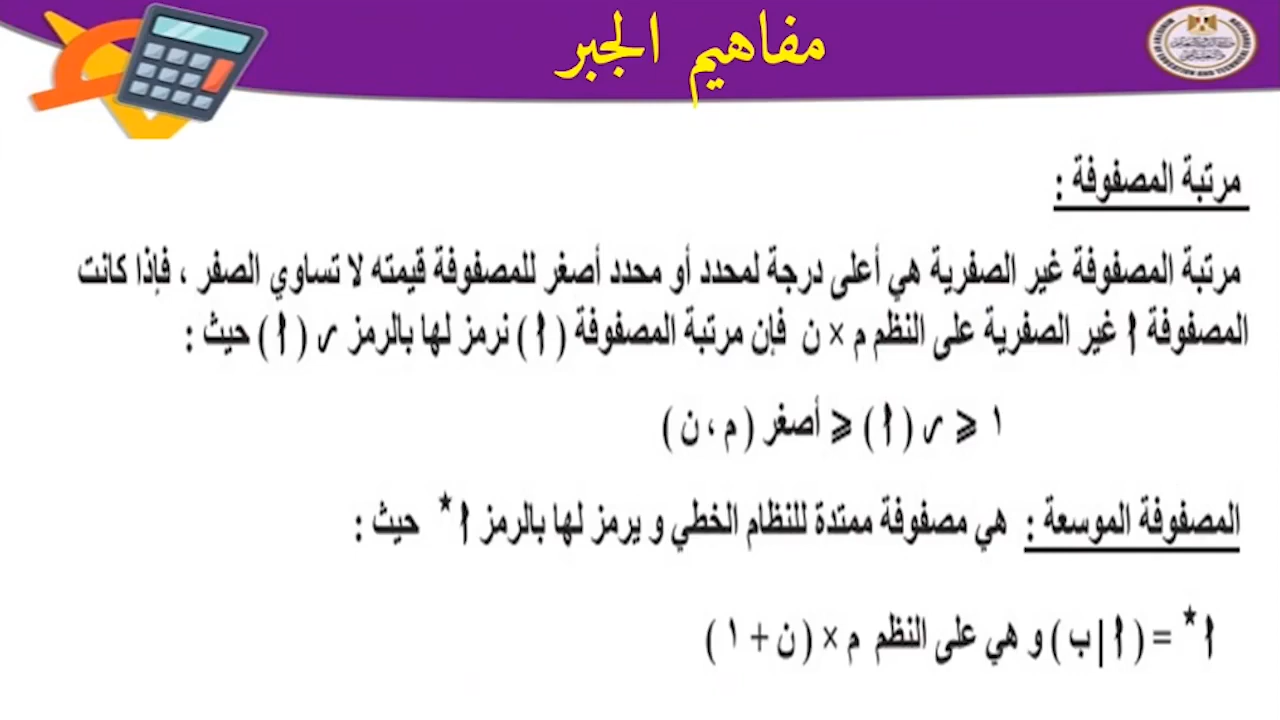 مفاهيم الجبر
مرتبة المصفوفة :
مرتبة المصفوفة غير الصفرية هي أعلى درجة لمحدد أو محدد أصغر للمصفوفة قيمته لا تساوي الصفر ، فإذا كانت
المصفوفة أ غير الصفرية على النظم م × ن فإن مرتبة المصفوفة ( أ ) نرمز لها بالرمز ر ( أ ) حيث :
١ ⩽ ر ( أ ) ⩽ أصغر ( م ، ن )
المصفوفة الموسعة : هي مصفوفة ممتدة للنظام الخطي و يرمز لها بالرمز أ* حيث :
أ* = ( أ | ب ) و هي على النظم م × ( ن + ١ )